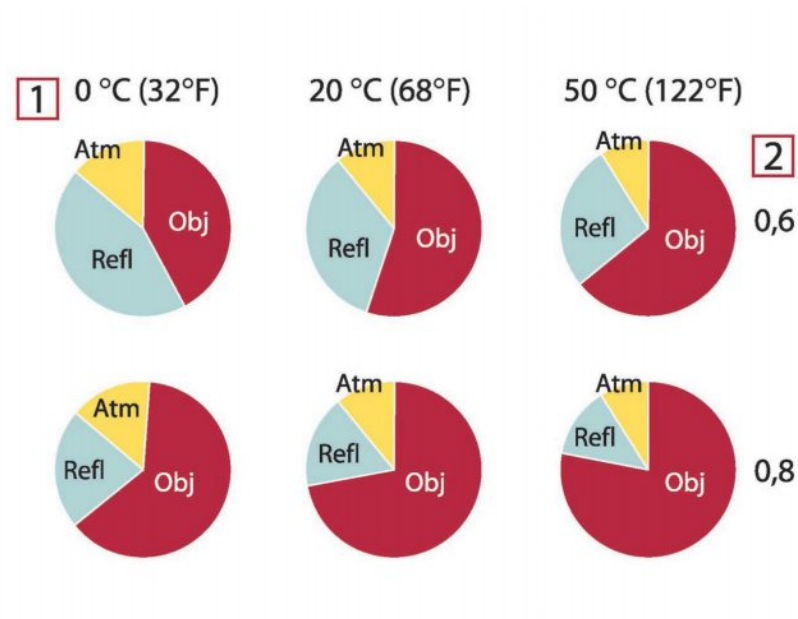 1 0 °C (32°F) 20 °C (68°F) 50 °C (122°F)
Atm Atm Atm 2
Obj Refl Obj Refl Refl Obj 0,6
Atm Atm Atm
Refl Obj Refl Obj Refl Obj 0,8